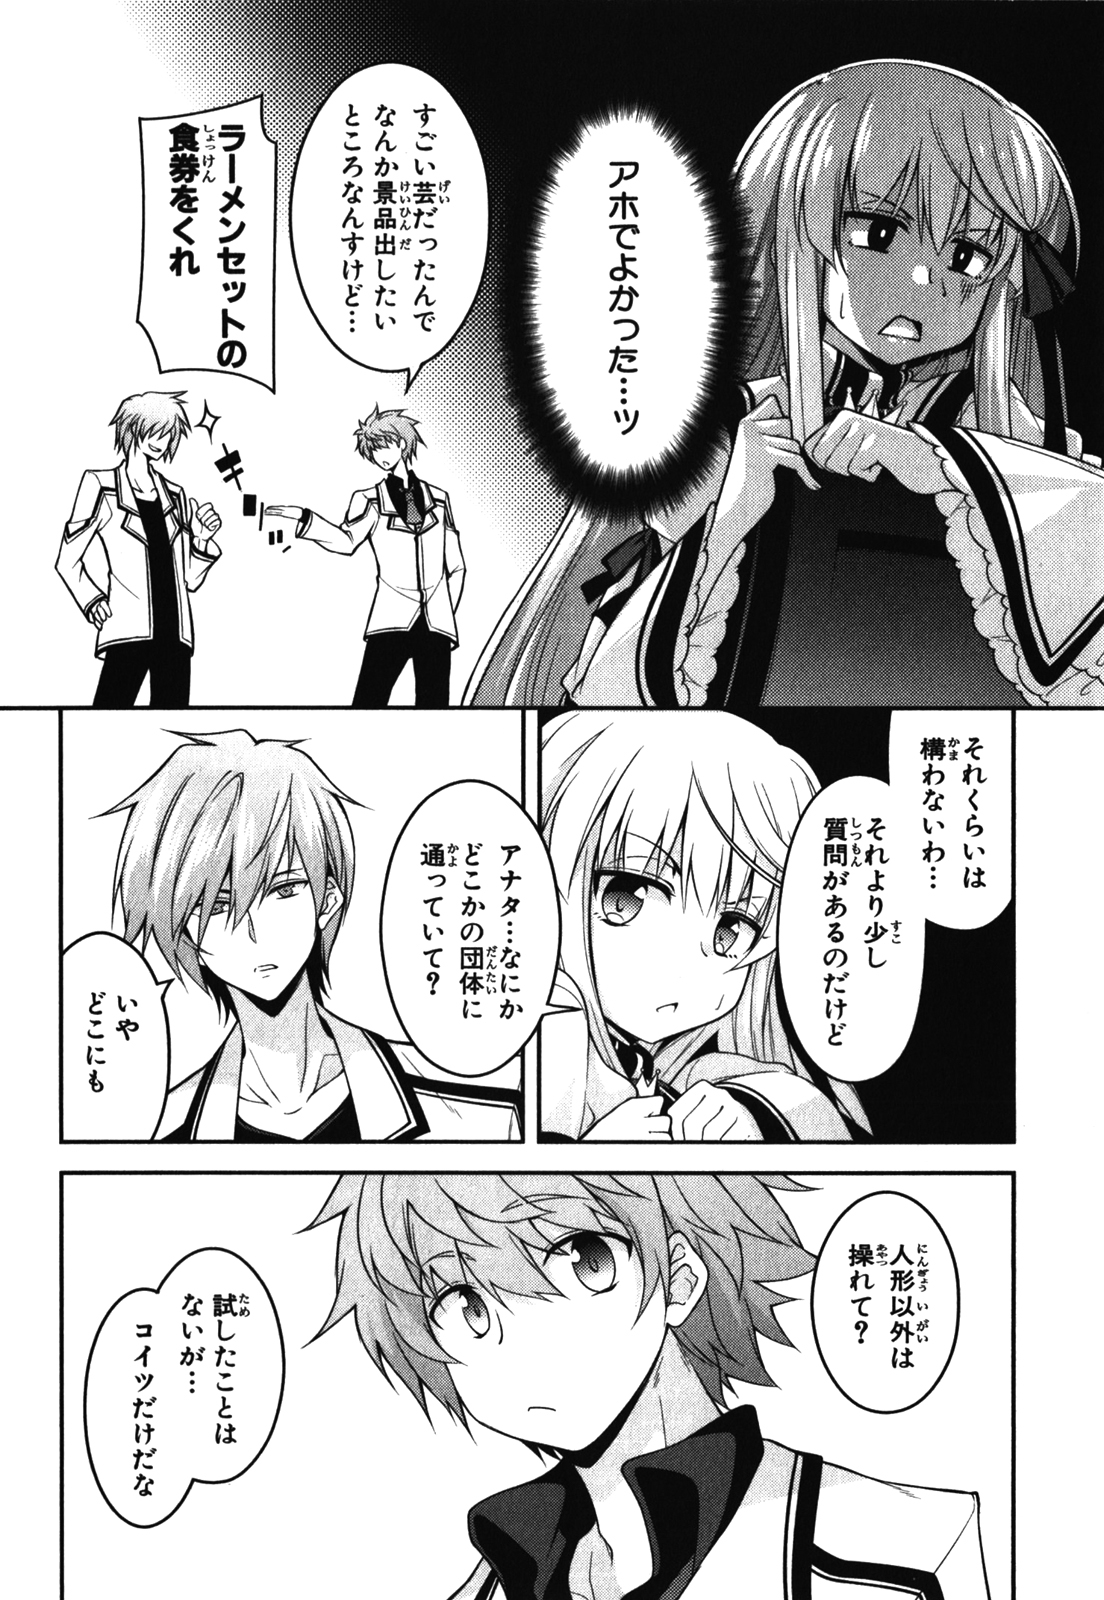 アホでよかった…ッ
すごい芸だったんで
なんか景品出したい
ところなんすけど…
ラーメンセットの
食券をくれ
それくらいは
構わないわ…
それより少し
質問があるのだけど
アナタ…なにか
どこかの団体に
通っていて?
いや
どこにも
人形以外は
操れて?
試したことは
ないが…
コイツだけだな